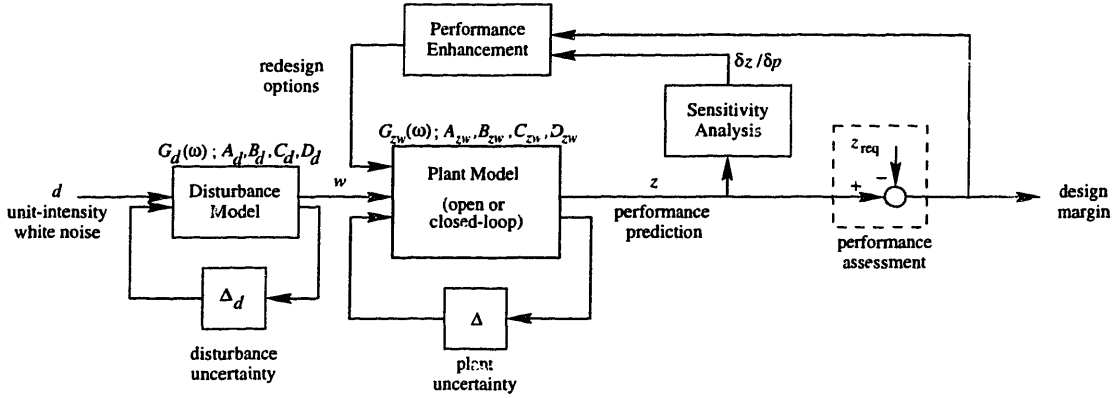 Performance
Enhancement
redesign
options
δz/δp
Sensitivity
Analysis
G_zw(ω); A_zw, B_zw, C_zw, D_zw
G_d(ω); A_d, B_d, C_d, D_d
z_req
d
unit-intensity
white noise
Disturbance
Model
w
Plant Model
(open or
closed-loop)
z
performance
prediction
+
−
design
margin
performance
assessment
Δ_d
Δ
disturbance
uncertainty
plant
uncertainty